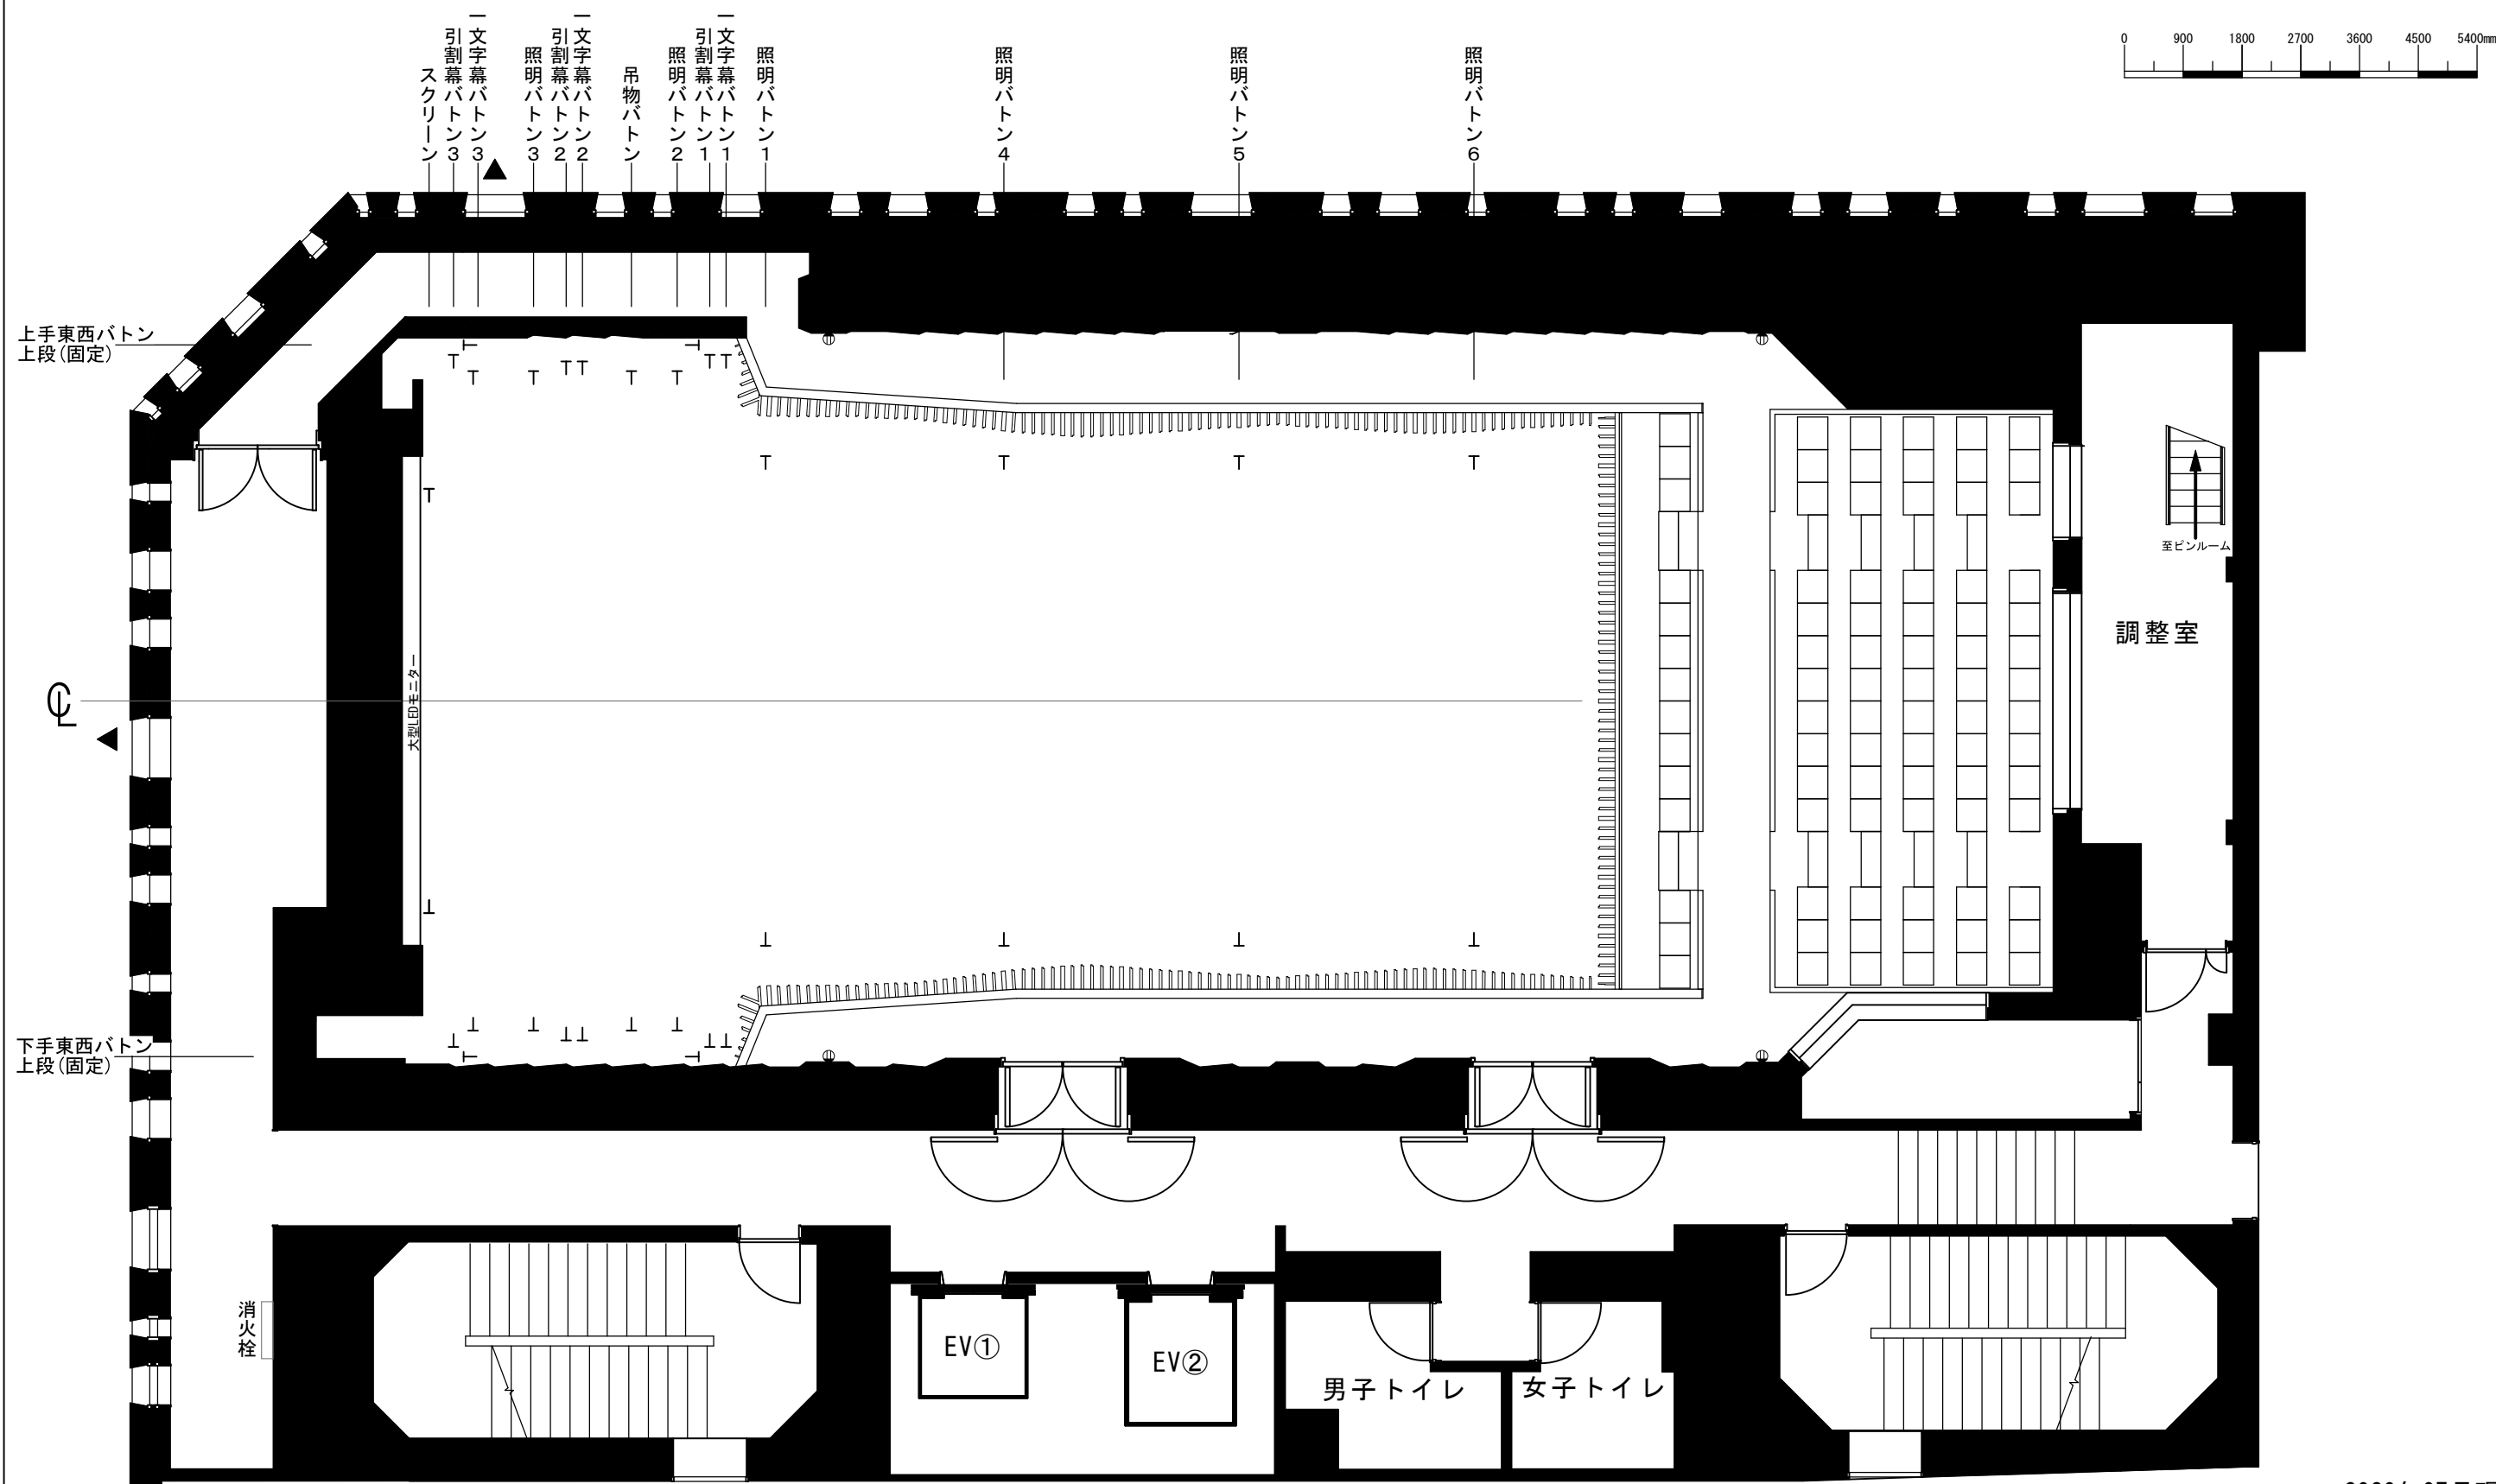 スクリーン
引割幕バトン3
一文字幕バトン3
照明バトン3
引割幕バトン2
一文字幕バトン2
吊物バトン
照明バトン2
引割幕バトン1
一文字幕バトン1
照明バトン1
照明バトン4
照明バトン5
照明バトン6
0 900 1800 2700 3600 4500 5400mm
上手東西バトン
上段(固定)
至ピンルーム
調整室
大型LEDモニター
℄
下手東西バトン
上段(固定)
消火栓
EV①
EV②
男子トイレ
女子トイレ